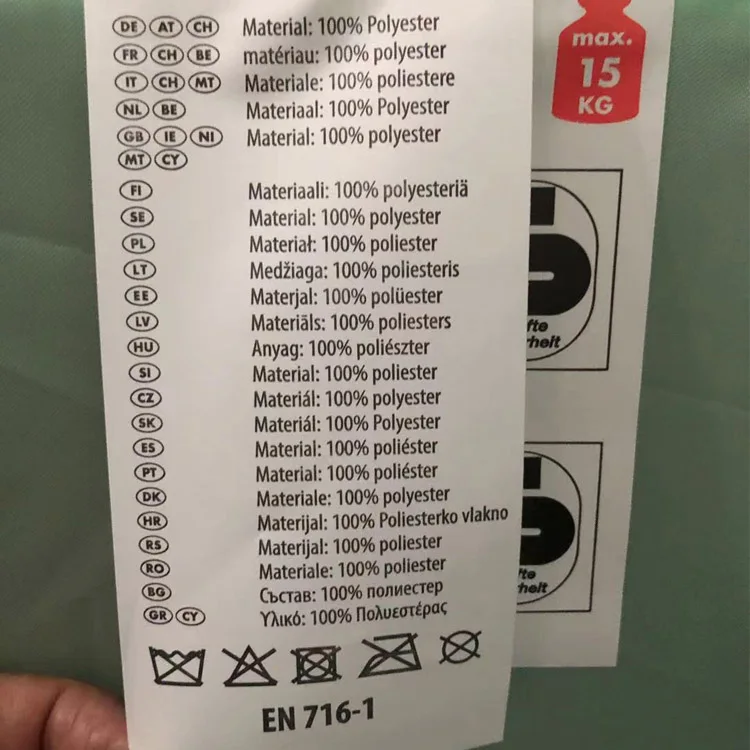 DE AT CH Material: 100% Polyester
FR CH BE matériau: 100% polyester
IT CH MT Materiale: 100% poliestere
NL BE Materiaal: 100% Polyester
GB IE NI Material: 100% polyester
MT CY
FI Materiaali: 100% polyesteriä
SE Material: 100% polyester
PL Materiał: 100% poliester
LT Medžiaga: 100% poliesteris
EE Materjal: 100% polüester
LV Materiāls: 100% poliesters
HU Anyag: 100% poliészter
SI Material: 100% poliester
CZ Materiál: 100% polyester
SK Materiál: 100% Polyester
ES Material: 100% poliéster
PT Material: 100% poliéster
DK Materiale: 100% polyester
HR Materijal: 100% Poliesterko vlakno
RS Materijal: 100% poliester
RO Materiale: 100% poliester
BG Състав: 100% полиестер
GR CY Υλικό: 100% Πολυεστέρας
EN 716-1
max.
15
KG
fte
rheit
fte
heit